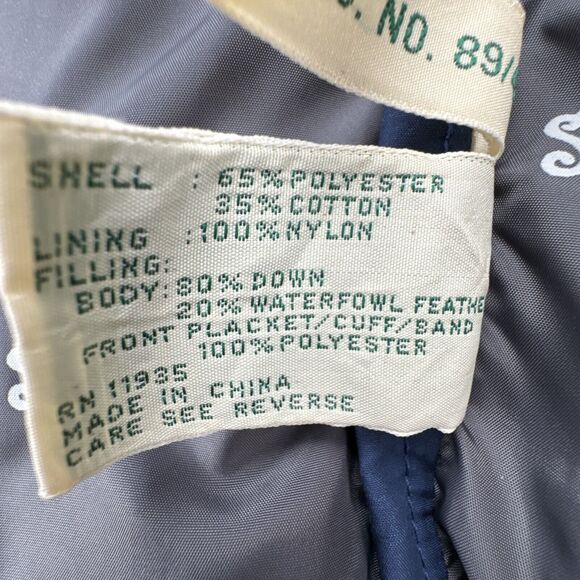 NO. 89/
S
SHELL : 65% POLYESTER
35% COTTON
LINING : 100% NYLON
FILLING:
BODY: 80% DOWN
20% WATERFOWL FEATHE
FRONT PLACKET/CUFF/BAND
100% POLYESTER
RN 11935
MADE IN CHINA
CARE SEE REVERSE